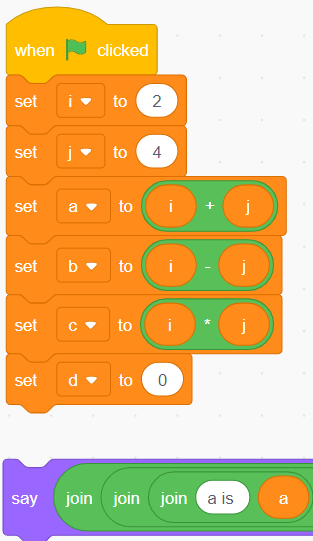 when clicked
set i to 2
set j to 4
set a to i + j
set b to i - j
set c to i * j
set d to 0
say join join join a is a